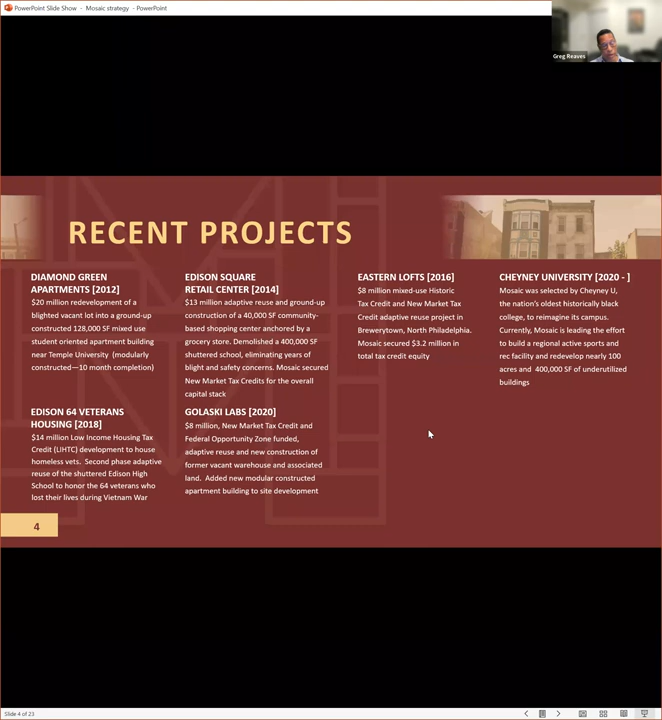 PowerPoint Slide Show - Mosaic strategy - PowerPoint
Greg Reaves
RECENT PROJECTS
DIAMOND GREEN
APARTMENTS [2012]
$20 million redevelopment of a
blighted vacant lot into a ground-up
constructed 128,000 SF mixed use
student oriented apartment building
near Temple University (modularly
constructed—10 month completion)
EDISON SQUARE
RETAIL CENTER [2014]
$13 million adaptive reuse and ground-up
construction of a 40,000 SF community-
based shopping center anchored by a
grocery store. Demolished a 400,000 SF
shuttered school, eliminating years of
blight and safety concerns. Mosaic secured
New Market Tax Credits for the overall
capital stack
EASTERN LOFTS [2016]
$8 million mixed-use Historic
Tax Credit and New Market Tax
Credit adaptive reuse project in
Brewerytown, North Philadelphia.
Mosaic secured $3.2 million in
total tax credit equity
CHEYNEY UNIVERSITY [2020 - ]
Mosaic was selected by Cheyney U,
the nation's oldest historically black
college, to reimagine its campus.
Currently, Mosaic is leading the effort
to build a regional active sports and
rec facility and redevelop nearly 100
acres and 400,000 SF of underutilized
buildings
EDISON 64 VETERANS
HOUSING [2018]
$14 million Low Income Housing Tax
Credit (LIHTC) development to house
homeless vets. Second phase adaptive
reuse of the shuttered Edison High
School to honor the 64 veterans who
lost their lives during Vietnam War
GOLASKI LABS [2020]
$8 million, New Market Tax Credit and
Federal Opportunity Zone funded,
adaptive reuse and new construction of
former vacant warehouse and associated
land. Added new modular constructed
apartment building to site development
4
Slide 4 of 23